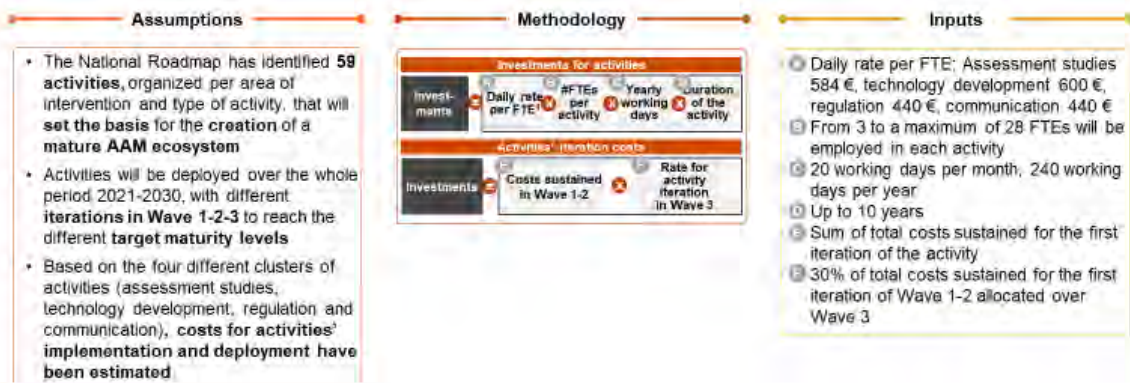 Assumptions
• The National Roadmap has identified 59
activities, organized per area of
intervention and type of activity, that will
set the basis for the creation of a
mature AAM ecosystem
• Activities will be deployed over the whole
period 2021-2030, with different
iterations in Wave 1-2-3 to reach the
different target maturity levels
• Based on the four different clusters of
activities (assessment studies,
technology development, regulation and
communication), costs for activities'
implementation and deployment have
been estimated
Methodology
Investments for activities
Invest-
ments
Daily rate
per FTE
#FTEs
per
activity
Yearly
working
days
Duration
of the
activity
Activities' iteration costs
Investments
Costs sustained
in Wave 1-2
Rate for
activity
iteration
in Wave 3
Inputs
Daily rate per FTE: Assessment studies
584 €, technology development 600 €,
regulation 440 €, communication 440 €
From 3 to a maximum of 28 FTEs will be
employed in each activity
20 working days per month, 240 working
days per year
Up to 10 years
Sum of total costs sustained for the first
iteration of the activity
30% of total costs sustained for the first
iteration of Wave 1-2 allocated over
Wave 3